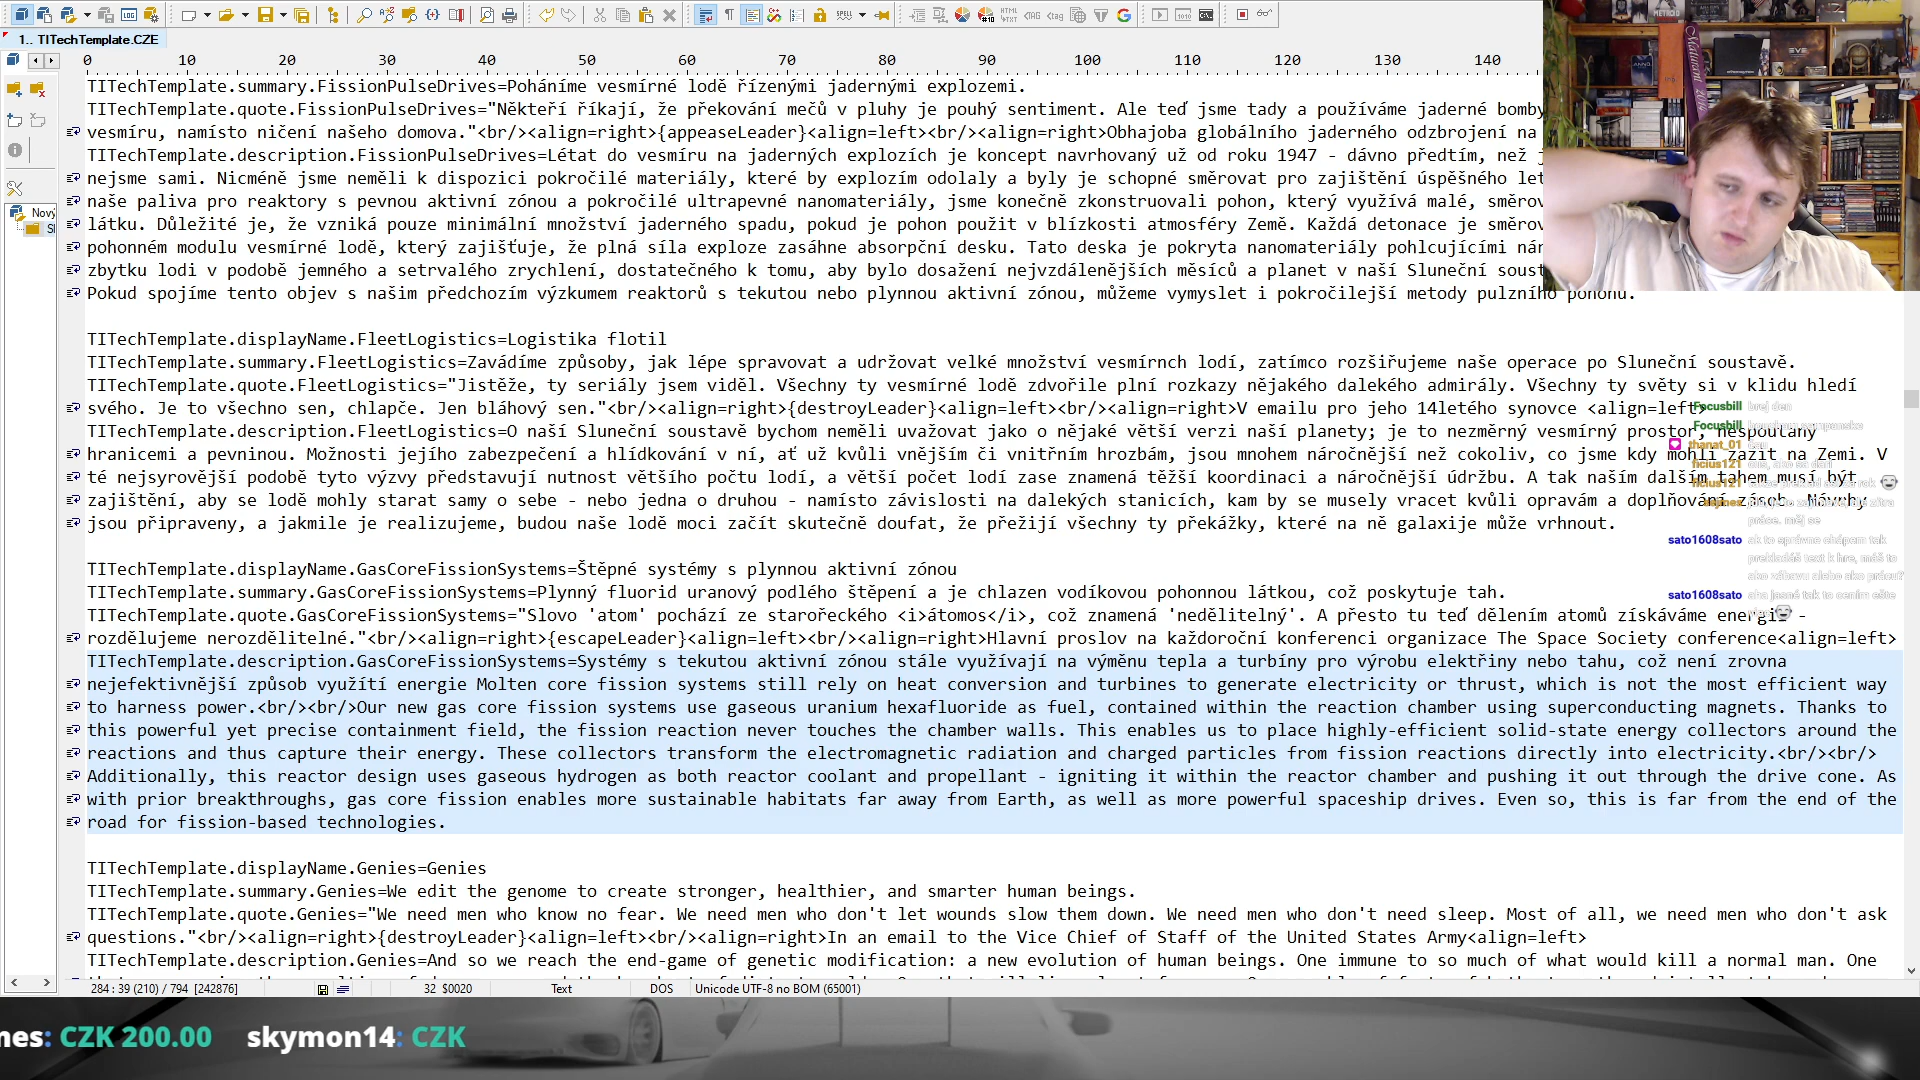 1.. TITechTemplate.CZE
0 10 20 30 40 50 60 70 80 90 100 110 120 130 140
TITechTemplate.summary.FissionPulseDrives=Poháníme vesmírné lodě řízenými jadernými explozemi.
TITechTemplate.quote.FissionPulseDrives="Někteří říkají, že překování mečů v pluhy je pouhý sentiment. Ale teď jsme tady a používáme jaderné bomby
vesmíru, namísto ničení našeho domova."<br/><align=right>{appeaseLeader}<align=left><br/><align=right>Obhajoba globálního jaderného odzbrojení na
TITechTemplate.description.FissionPulseDrives=Létat do vesmíru na jaderných explozích je koncept navrhovaný už od roku 1947 - dávno předtím, než
nejsme sami. Nicméně jsme neměli k dispozici pokročilé materiály, které by explozím odolaly a byly je schopné směrovat pro zajištění úspěšného
naše paliva pro reaktory s pevnou aktivní zónou a pokročilé ultrapevné nanomateriály, jsme konečně zkonstruovali pohon, který využívá malé,
látku. Důležité je, že vzniká pouze minimální množství jaderného spadu, pokud je pohon použit v blízkosti atmosféry Země. Každá detonace je
pohonném modulu vesmírné lodě, který zajišťuje, že plná síla exploze zasáhne absorpční desku. Tato deska je pokryta nanomateriály pohlcujícími
zbytku lodi v podobě jemného a setrvalého zrychlení, dostatečného k tomu, aby bylo dosažení nejvzdálenějších měsíců a planet v naší Sluneční
Pokud spojíme tento objev s našim předchozím výzkumem reaktorů s tekutou nebo plynnou aktivní zónou, můžeme vymyslet i pokročilejší metody pulzního pohonu.
TITechTemplate.displayName.FleetLogistics=Logistika flotil
TITechTemplate.summary.FleetLogistics=Zavádíme způsoby, jak lépe spravovat a udržovat velké množství vesmírnch lodí, zatímco rozšiřujeme naše operace po Sluneční soustavě.
TITechTemplate.quote.FleetLogistics="Jistěže, ty seriály jsem viděl. Všechny ty vesmírné lodě zdvořile plní rozkazy nějakého dalekého admirály. Všechny ty světy si v klidu hledí
svého. Je to všechno sen, chlapče. Jen bláhový sen."<br/><align=right>{destroyLeader}<align=left><br/><align=right>V emailu pro jeho 14letého synovce <align=left>
TITechTemplate.description.FleetLogistics=O naší Sluneční soustavě bychom neměli uvažovat jako o nějaké větší verzi naší planety; je to nezměrný vesmírný prostor, nespoutaný
hranicemi a pevninou. Možnosti jejího zabezpečení a hlídkování v ní, ať už kvůli vnějším či vnitřním hrozbám, jsou mnohem náročnější než cokoliv, co jsme kdy mohli zažít na Zemi. V
té nejsyrovější podobě tyto výzvy představují nutnost většího počtu lodí, a větší počet lodí zase znamená těžší koordinaci a náročnější údržbu. A tak naším dalším tahem musí být
zajištění, aby se lodě mohly starat samy o sebe - nebo jedna o druhou - namísto závislosti na dalekých stanicích, kam by se musely vracet kvůli opravám a doplňování zásob. Návrhy
jsou připraveny, a jakmile je realizujeme, budou naše lodě moci začít skutečně doufat, že přežijí všechny ty překážky, které na ně galaxije může vrhnout.
TITechTemplate.displayName.GasCoreFissionSystems=Štěpné systémy s plynnou aktivní zónou
TITechTemplate.summary.GasCoreFissionSystems=Plynný fluorid uranový podlého štěpení a je chlazen vodíkovou pohonnou látkou, což poskytuje tah.
TITechTemplate.quote.GasCoreFissionSystems="Slovo 'atom' pochází ze starořeckého <i>átomos</i>, což znamená 'nedělitelný'. A přesto tu teď dělením atomů získáváme energii -
rozdělujeme nerozdělitelné."<br/><align=right>{escapeLeader}<align=left><br/><align=right>Hlavní proslov na každoroční konferenci organizace The Space Society conference<align=left>
TITechTemplate.description.GasCoreFissionSystems=Systémy s tekutou aktivní zónou stále využívají na výměnu tepla a turbíny pro výrobu elektřiny nebo tahu, což není zrovna
nejefektivnější způsob využítí energie Molten core fission systems still rely on heat conversion and turbines to generate electricity or thrust, which is not the most efficient way
to harness power.<br/><br/>Our new gas core fission systems use gaseous uranium hexafluoride as fuel, contained within the reaction chamber using superconducting magnets. Thanks to
this powerful yet precise containment field, the fission reaction never touches the chamber walls. This enables us to place highly-efficient solid-state energy collectors around the
reactions and thus capture their energy. These collectors transform the electromagnetic radiation and charged particles from fission reactions directly into electricity.<br/><br/>
Additionally, this reactor design uses gaseous hydrogen as both reactor coolant and propellant - igniting it within the reactor chamber and pushing it out through the drive cone. As
with prior breakthroughs, gas core fission enables more sustainable habitats far away from Earth, as well as more powerful spaceship drives. Even so, this is far from the end of the
road for fission-based technologies.
TITechTemplate.displayName.Genies=Genies
TITechTemplate.summary.Genies=We edit the genome to create stronger, healthier, and smarter human beings.
TITechTemplate.quote.Genies="We need men who know no fear. We need men who don't let wounds slow them down. We need men who don't need sleep. Most of all, we need men who don't ask
questions."<br/><align=right>{destroyLeader}<align=left><br/><align=right>In an email to the Vice Chief of Staff of the United States Army<align=left>
TITechTemplate.description.Genies=And so we reach the end-game of genetic modification: a new evolution of human beings. One immune to so much of what would kill a normal man. One
Focusbill brej den
Focusbill
thanat_01
ficius121
ficius121
skymes
práce. měj se
sato1608sato ak to správne chápem tak
prekladáš text k hre, máš to
ako zábavu alebo ako prácu?
sato1608sato aha jasné tak to cením ešte
284 : 39 (210) / 794 [242876]
32 $0020
Text
DOS
Unicode UTF-8 no BOM (65001)
nes: CZK 200.00 skymon14: CZK